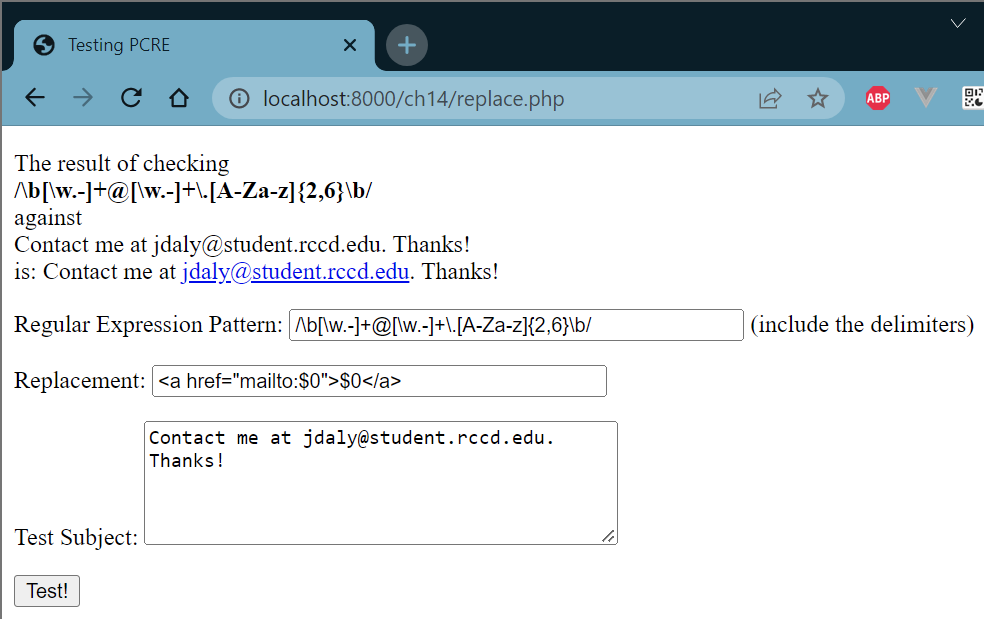 Testing PCRE
localhost:8000/ch14/replace.php
ABP
The result of checking
/\b[\w.-]+@[\w.-]+\.[A-Za-z]{2,6}\b/
against
Contact me at jdaly@student.rccd.edu. Thanks!
is: Contact me at jdaly@student.rccd.edu. Thanks!
Regular Expression Pattern: /\b[\w.-]+@[\w.-]+\.[A-Za-z]{2,6}\b/ (include the delimiters)
Replacement: <a href="mailto:$0">$0</a>
Contact me at jdaly@student.rccd.edu.
Thanks!
Test Subject:
Test!